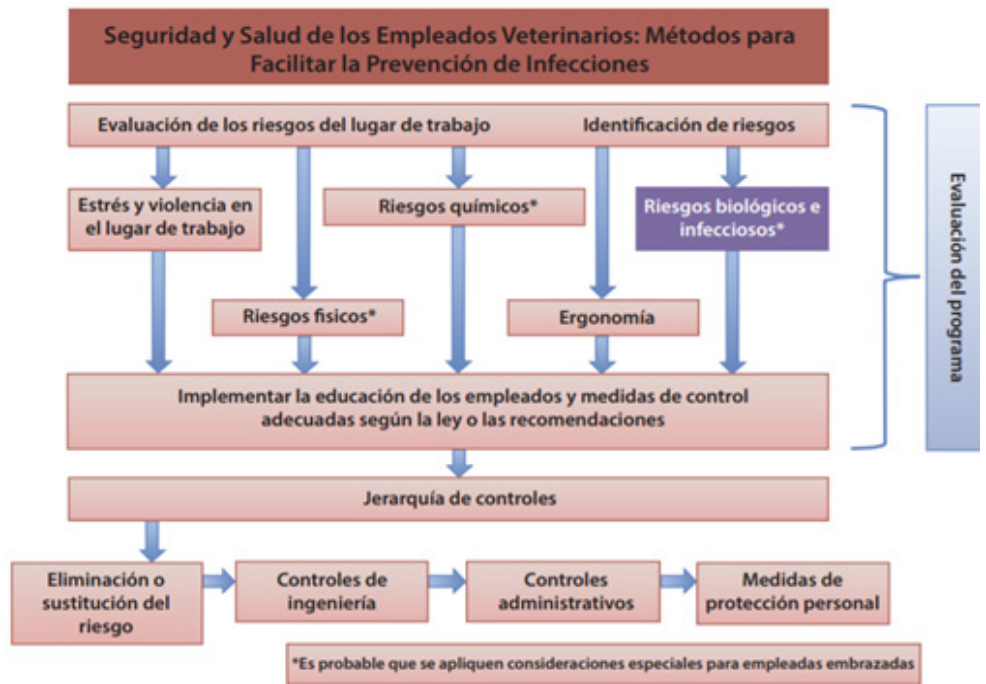 Seguridad y Salud de los Empleados Veterinarios: Métodos para
Facilitar la Prevención de Infecciones
Evaluación de los riesgos del lugar de trabajo
Identificación de riesgos
Estrés y violencia en
el lugar de trabajo
Riesgos químicos*
Riesgos biológicos e
infecciosos*
Riesgos fisicos*
Ergonomía
Implementar la educación de los empleados y medidas de control
adecuadas según la ley o las recomendaciones
Evaluación del programa
Jerarquía de controles
Eliminación o
sustitución del
riesgo
Controles de
ingeniería
Controles
administrativos
Medidas de
protección personal
*Es probable que se apliquen consideraciones especiales para empleadas embrazadas